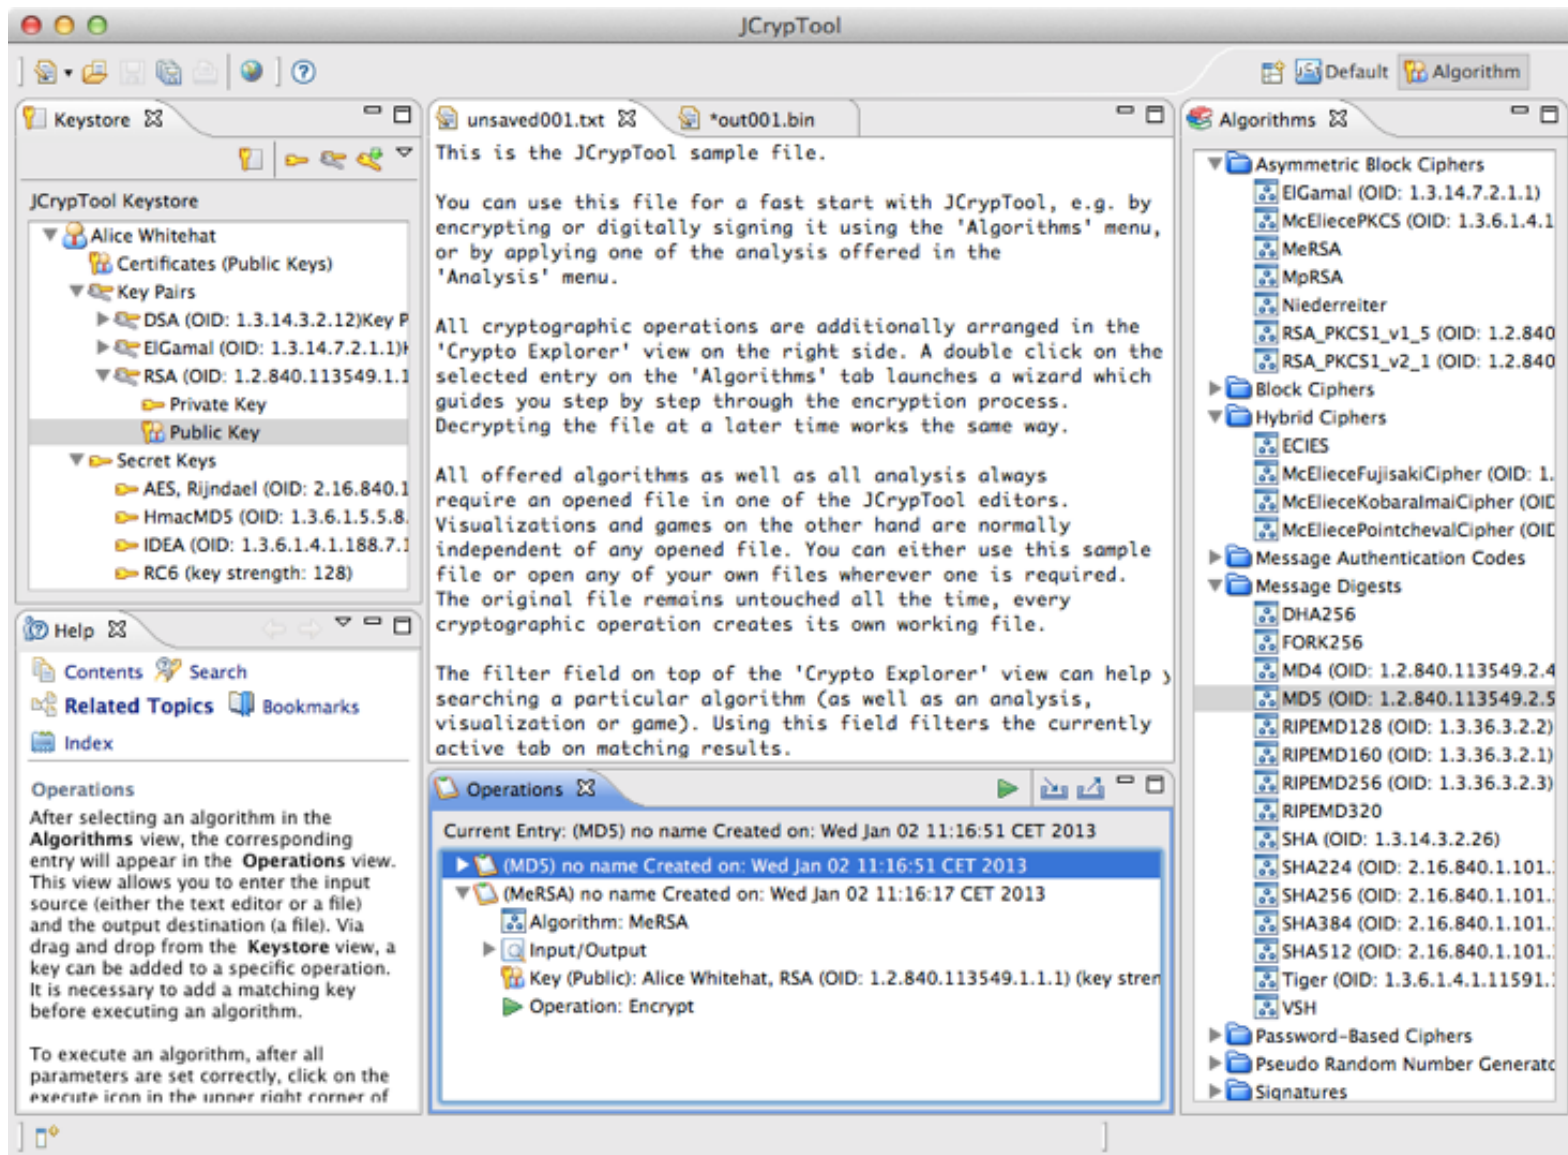 JCrypTool
Default
Algorithm
Keystore
JCrypTool Keystore
Alice Whitehat
Certificates (Public Keys)
Key Pairs
DSA (OID: 1.3.14.3.2.12)Key P
ElGamal (OID: 1.3.14.7.2.1.1)
RSA (OID: 1.2.840.113549.1.1
Private Key
Public Key
Secret Keys
AES, Rijndael (OID: 2.16.840.1
HmacMD5 (OID: 1.3.6.1.5.5.8.
IDEA (OID: 1.3.6.1.4.1.188.7.1
RC6 (key strength: 128)
Help
Contents Search
Related Topics Bookmarks
Index
Operations
After selecting an algorithm in the
Algorithms view, the corresponding
entry will appear in the Operations view.
This view allows you to enter the input
source (either the text editor or a file)
and the output destination (a file). Via
drag and drop from the Keystore view, a
key can be added to a specific operation.
It is necessary to add a matching key
before executing an algorithm.
To execute an algorithm, after all
parameters are set correctly, click on the
execute icon in the upper right corner of
unsaved001.txt
*out001.bin
This is the JCrypTool sample file.
You can use this file for a fast start with JCrypTool, e.g. by
encrypting or digitally signing it using the 'Algorithms' menu,
or by applying one of the analysis offered in the
'Analysis' menu.
All cryptographic operations are additionally arranged in the
'Crypto Explorer' view on the right side. A double click on the
selected entry on the 'Algorithms' tab launches a wizard which
guides you step by step through the encryption process.
Decrypting the file at a later time works the same way.
All offered algorithms as well as all analysis always
require an opened file in one of the JCrypTool editors.
Visualizations and games on the other hand are normally
independent of any opened file. You can either use this sample
file or open any of your own files wherever one is required.
The original file remains untouched all the time, every
cryptographic operation creates its own working file.
The filter field on top of the 'Crypto Explorer' view can help
searching a particular algorithm (as well as an analysis,
visualization or game). Using this field filters the currently
active tab on matching results.
Operations
Current Entry: (MD5) no name Created on: Wed Jan 02 11:16:51 CET 2013
(MD5) no name Created on: Wed Jan 02 11:16:51 CET 2013
(MeRSA) no name Created on: Wed Jan 02 11:16:17 CET 2013
Algorithm: MeRSA
Input/Output
Key (Public): Alice Whitehat, RSA (OID: 1.2.840.113549.1.1.1) (key stren
Operation: Encrypt
Algorithms
Asymmetric Block Ciphers
ElGamal (OID: 1.3.14.7.2.1.1)
McEliecePKCS (OID: 1.3.6.1.4.1
MeRSA
MpRSA
Niederreiter
RSA_PKCS1_v1_5 (OID: 1.2.840
RSA_PKCS1_v2_1 (OID: 1.2.840
Block Ciphers
Hybrid Ciphers
ECIES
McElieceFujisakiCipher (OID: 1.
McElieceKobaraImaiCipher (OID
McEliecePointchevalCipher (OID
Message Authentication Codes
Message Digests
DHA256
FORK256
MD4 (OID: 1.2.840.113549.2.4
MD5 (OID: 1.2.840.113549.2.5
RIPEMD128 (OID: 1.3.36.3.2.2)
RIPEMD160 (OID: 1.3.36.3.2.1)
RIPEMD256 (OID: 1.3.36.3.2.3)
RIPEMD320
SHA (OID: 1.3.14.3.2.26)
SHA224 (OID: 2.16.840.1.101.
SHA256 (OID: 2.16.840.1.101.
SHA384 (OID: 2.16.840.1.101.
SHA512 (OID: 2.16.840.1.101.
Tiger (OID: 1.3.6.1.4.1.11591.
VSH
Password-Based Ciphers
Pseudo Random Number Generato
Signatures